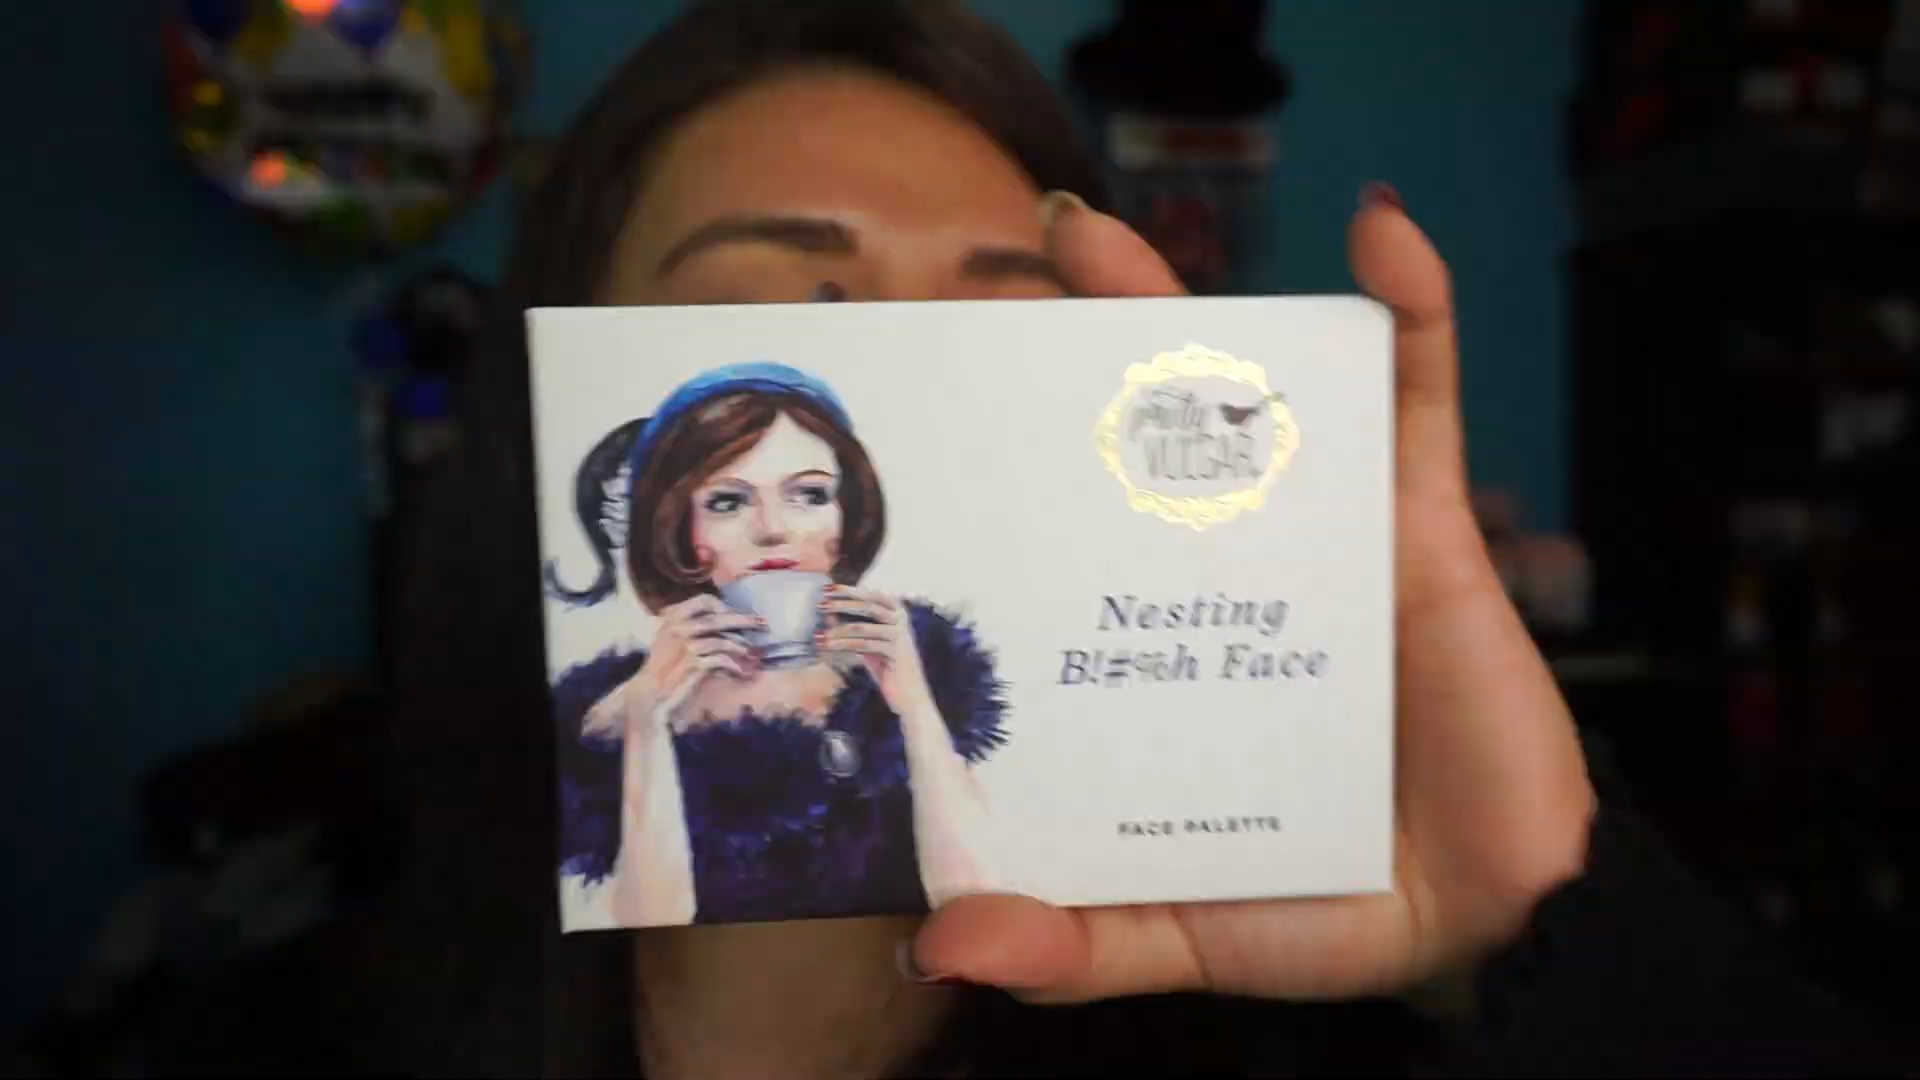 Pretty
VULGAR
Nesting
B!#%h Face
FACE PALETTE